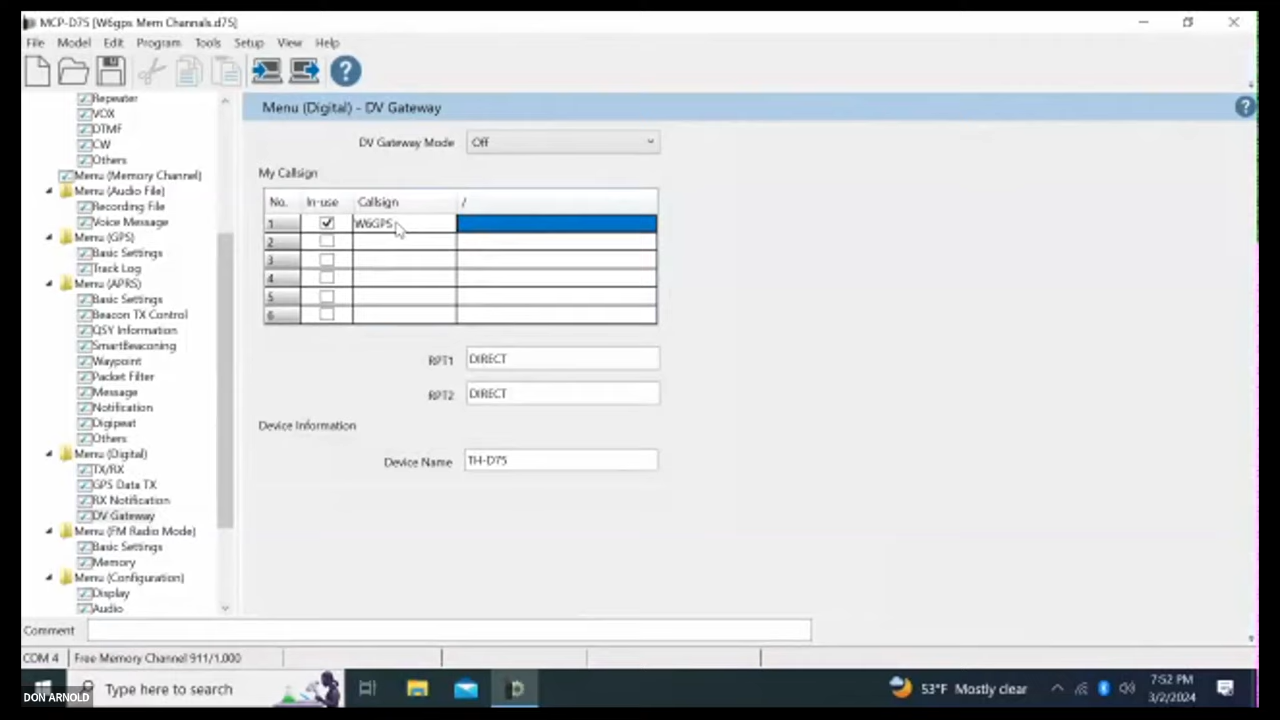 MCP-D75 [W6gps Mem Channels.d75]
File Model Edit Program Tools Setup View Help
Repeater
VOX
DTMF
CW
Others
Menu (Memory Channel)
Menu (Audio File)
Recording File
Voice Message
Menu (GPS)
Basic Settings
Track Log
Menu (APRS)
Basic Settings
Beacon TX Control
QSY Information
SmartBeaconing
Waypoint
Packet Filter
Message
Notification
Digipeat
Others
Menu (Digital)
TX/RX
GPS Data TX
RX Notification
DV Gateway
Menu (FM Radio Mode)
Basic Settings
Memory
Menu (Configuration)
Display
Audio
Menu (Digital) - DV Gateway
DV Gateway Mode Off
My Callsign
No. In-use Callsign /
1 W6GPS
2
3
4
5
6
RPT1 DIRECT
RPT2 DIRECT
Device Information
Device Name TH-D75
Comment
COM 4 Free Memory Channel 911/1,000
DON ARNOLD
Type here to search
53°F Mostly clear
7:52 PM
3/2/2024